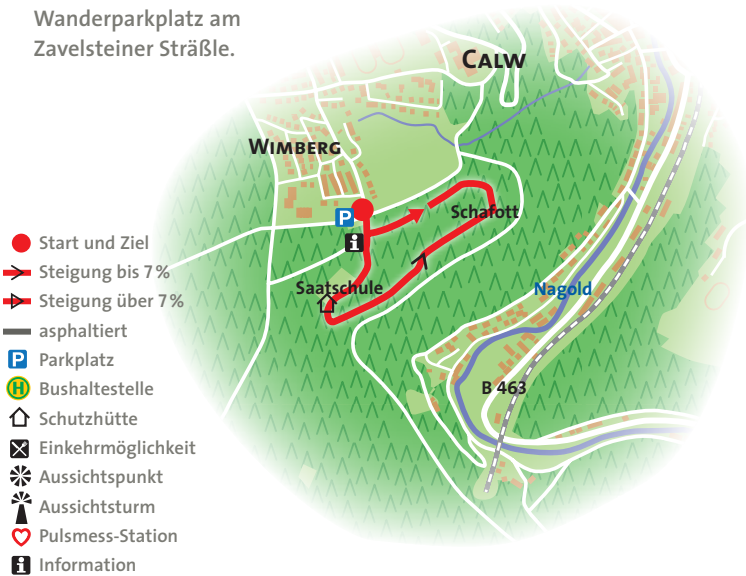 Wanderparkplatz am
Zavelsteiner Sträßle.
CALW
WIMBERG
P
i
Schafott
Saatschule
Nagold
B 463
Start und Ziel
Steigung bis 7 %
Steigung über 7 %
asphaltiert
P Parkplatz
H Bushaltestelle
Schutzhütte
Einkehrmöglichkeit
Aussichtspunkt
Aussichtsturm
Pulsmess-Station
i Information